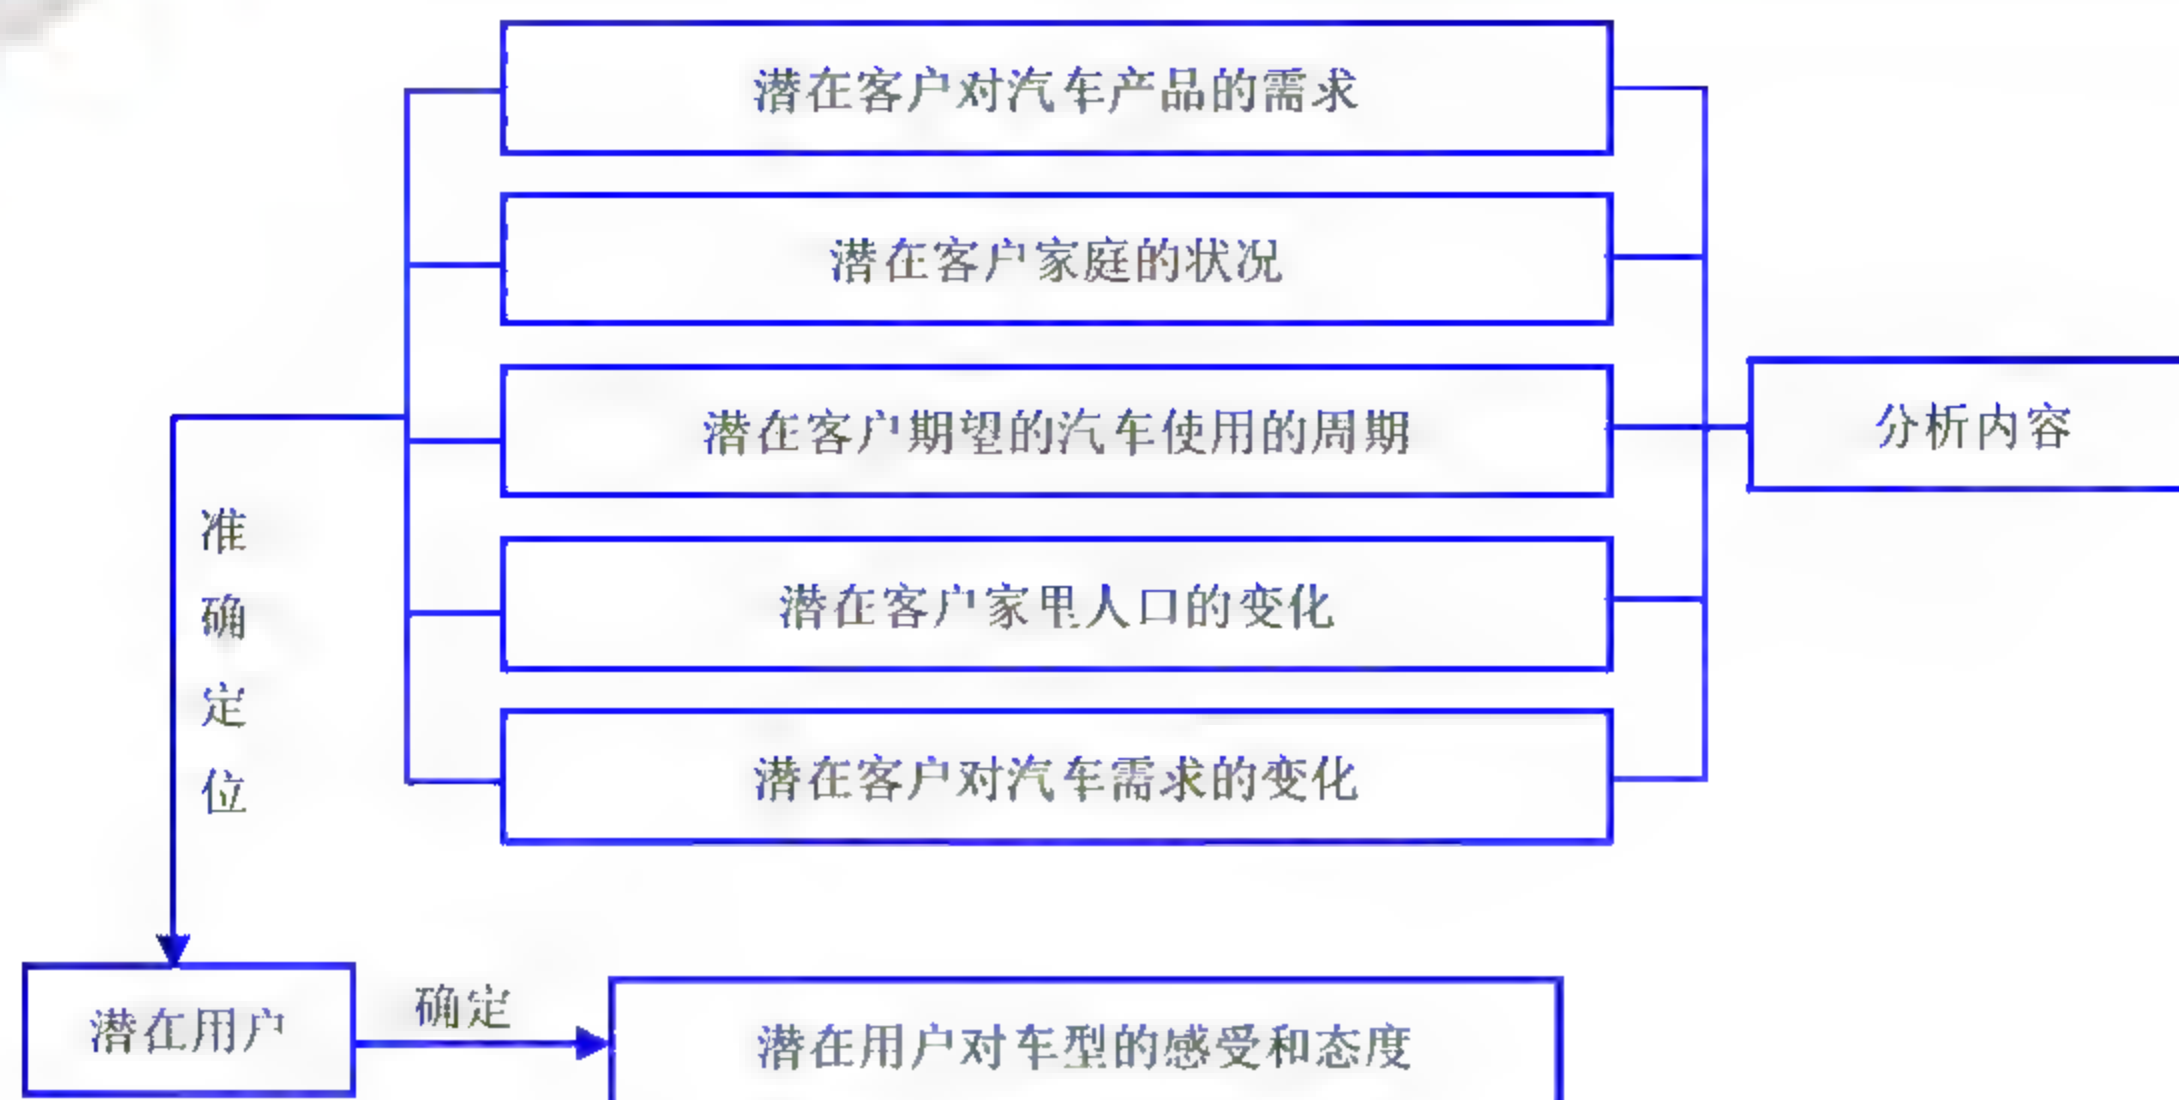 潜在客户对汽车产品的需求
潜在客户家庭的状况
潜在客户期望的汽车使用的周期
分析内容
潜在客户家里人口的变化
潜在客户对汽车需求的变化
准
确
定
位
潜在用户
确定
潜在用户对车型的感受和态度